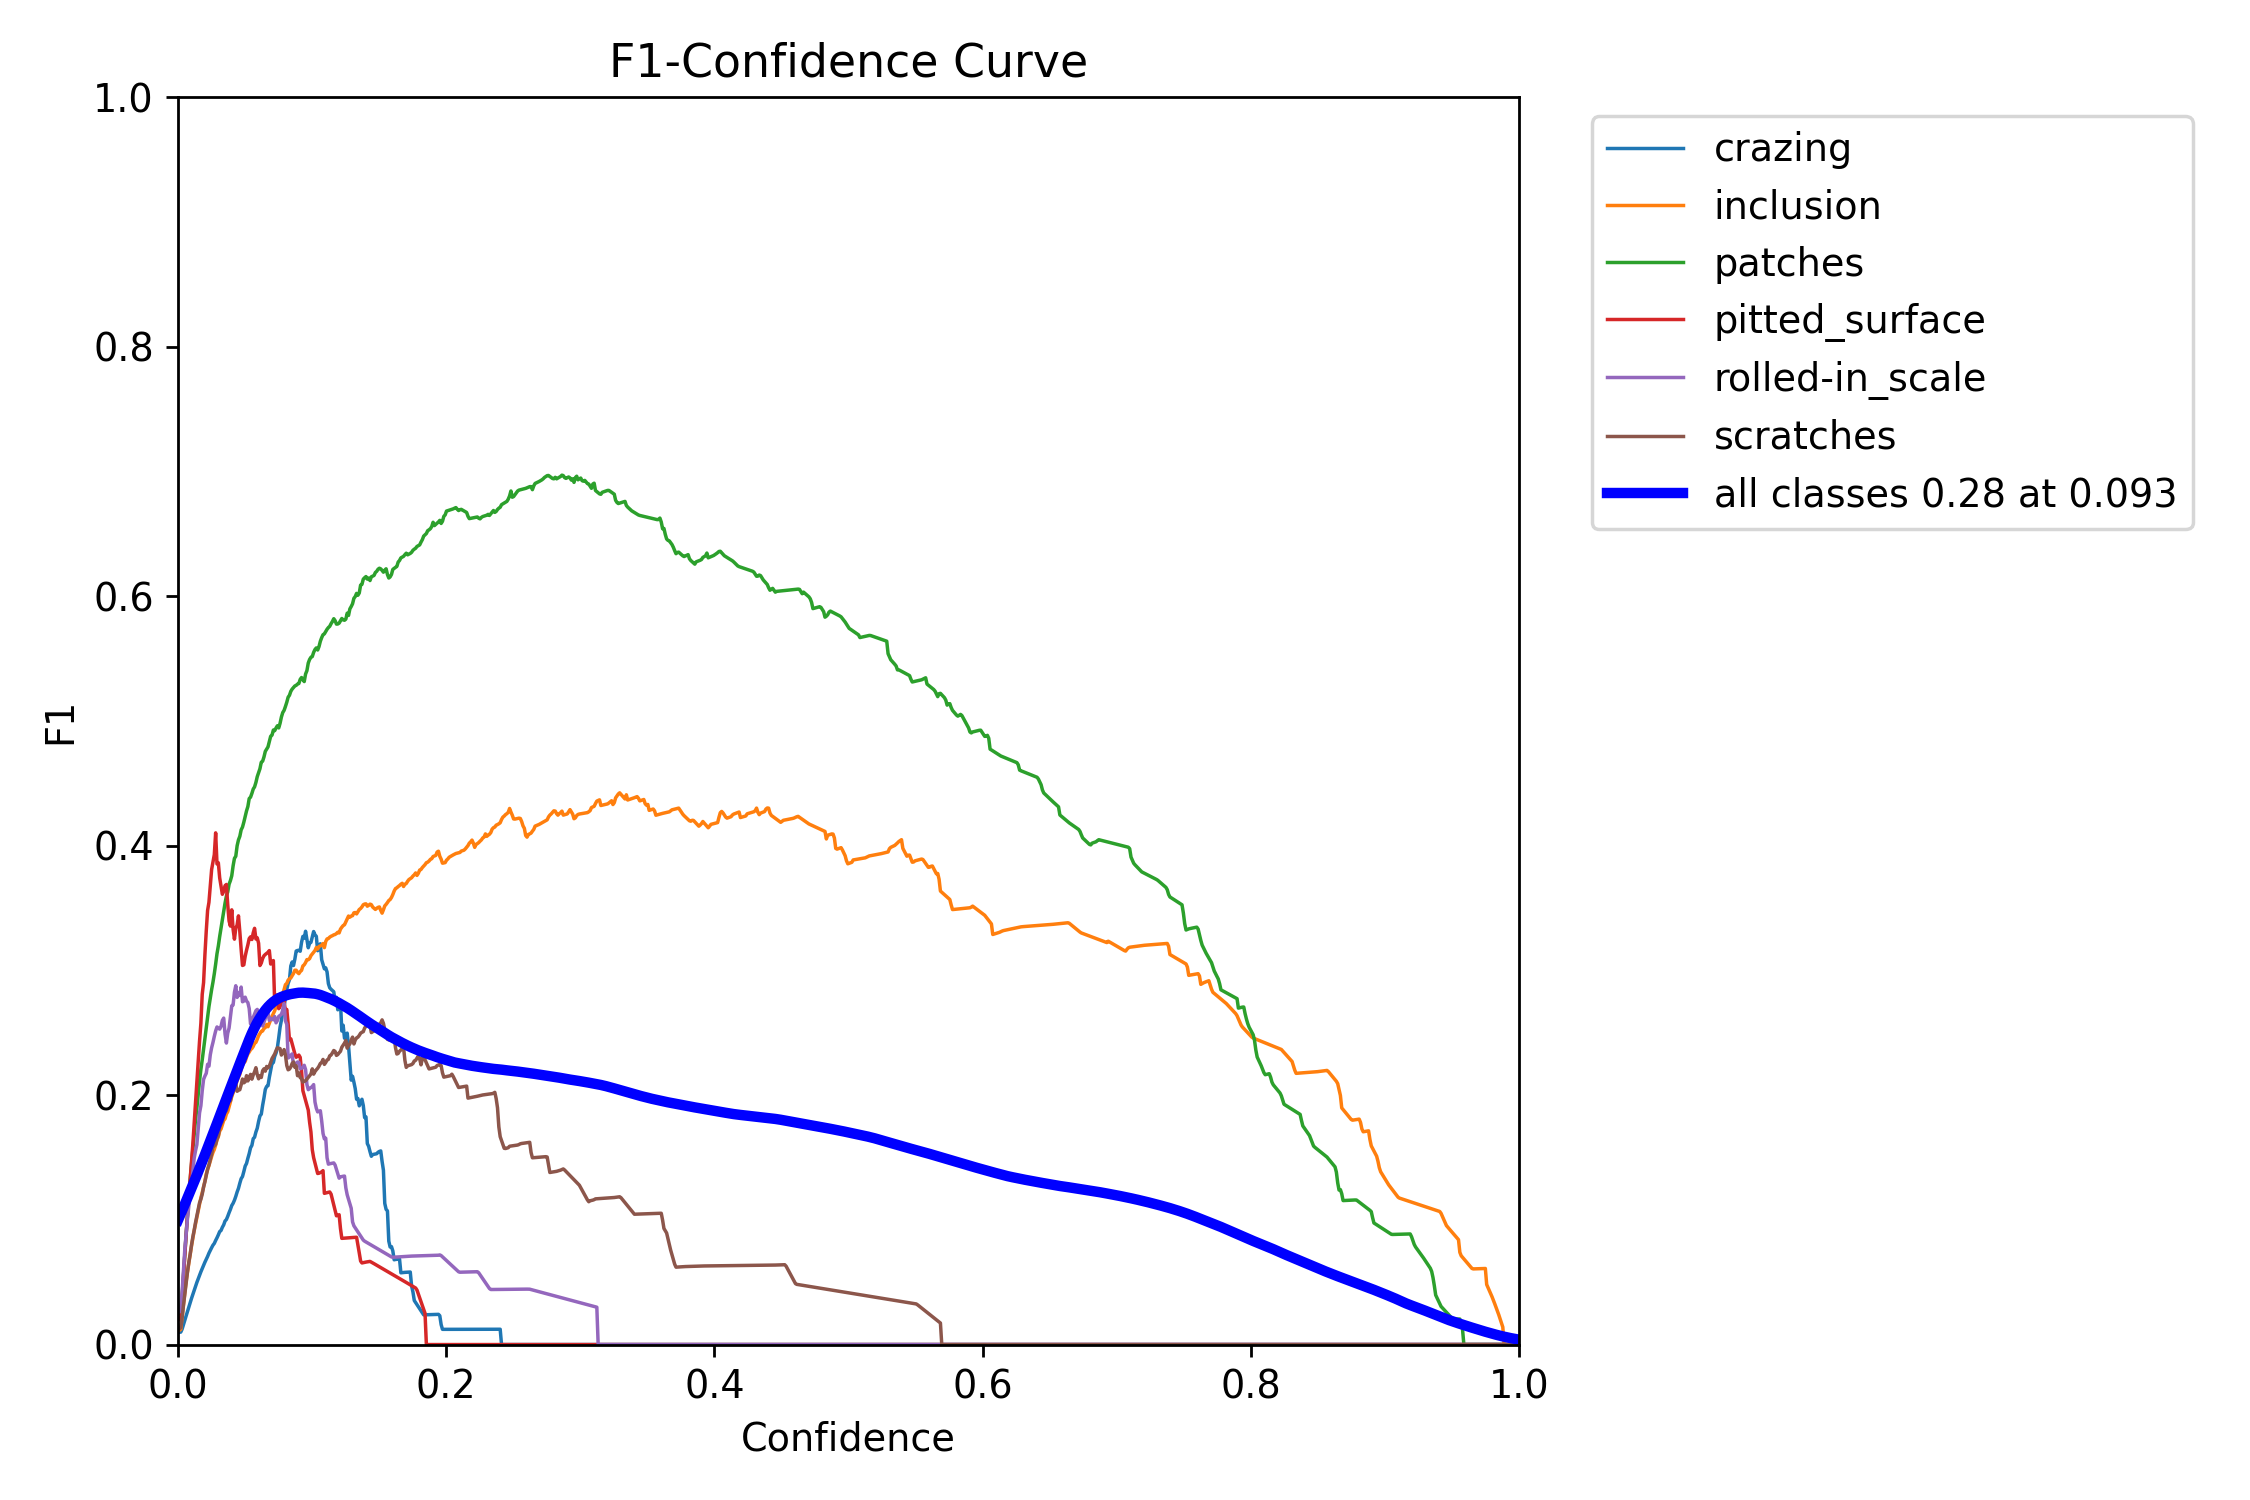 F1-Confidence Curve
1.0
0.8
0.6
0.4
0.2
0.0
F1
0.0 0.2 0.4 0.6 0.8 1.0
Confidence
crazing
inclusion
patches
pitted_surface
rolled-in_scale
scratches
all classes 0.28 at 0.093